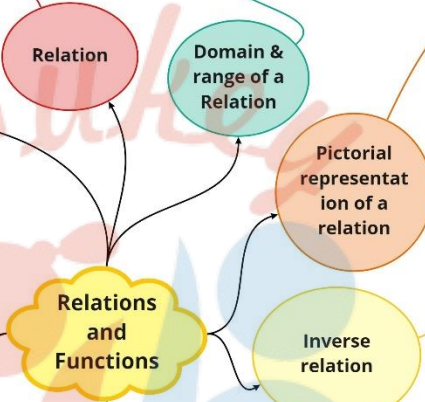 Relation
Domain &
range of a
Relation
Pictorial
representat
ion of a
relation
Relations
and
Functions
Inverse
relation